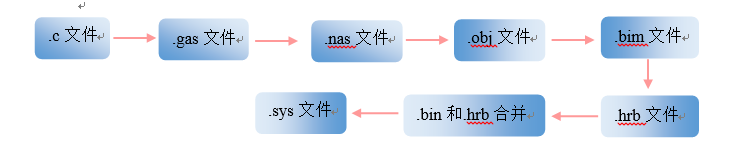 .c 文件
.gas 文件
.nas 文件
.obj 文件
.bim 文件
.hrb 文件
.bin 和.hrb 合并
.sys 文件